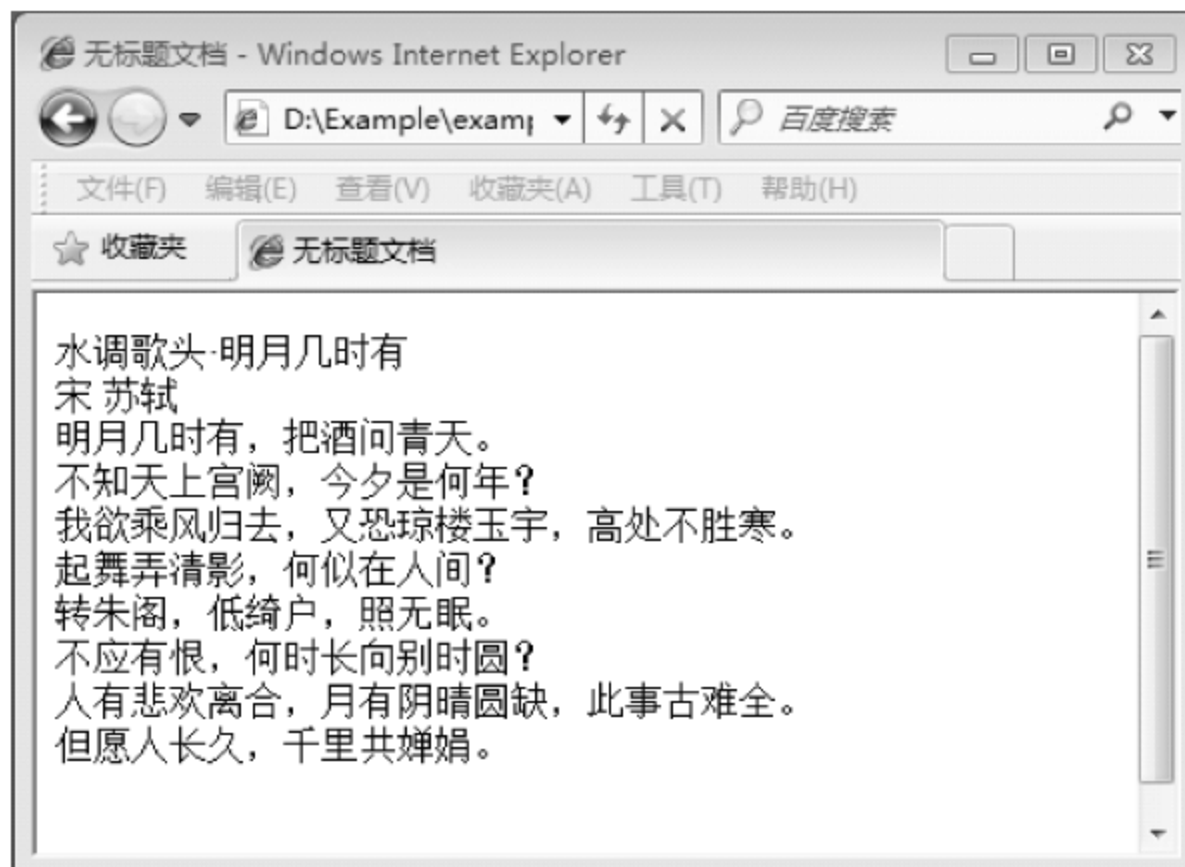 无标题文档 - Windows Internet Explorer
D:\Example\examp
百度搜索
文件(F) 编辑(E) 查看(V) 收藏夹(A) 工具(T) 帮助(H)
收藏夹 无标题文档
水调歌头·明月几时有
宋 苏轼
明月几时有，把酒问青天。
不知天上宫阙，今夕是何年？
我欲乘风归去，又恐琼楼玉宇，高处不胜寒。
起舞弄清影，何似在人间？
转朱阁，低绮户，照无眠。
不应有恨，何时长向别时圆？
人有悲欢离合，月有阴晴圆缺，此事古难全。
但愿人长久，千里共婵娟。